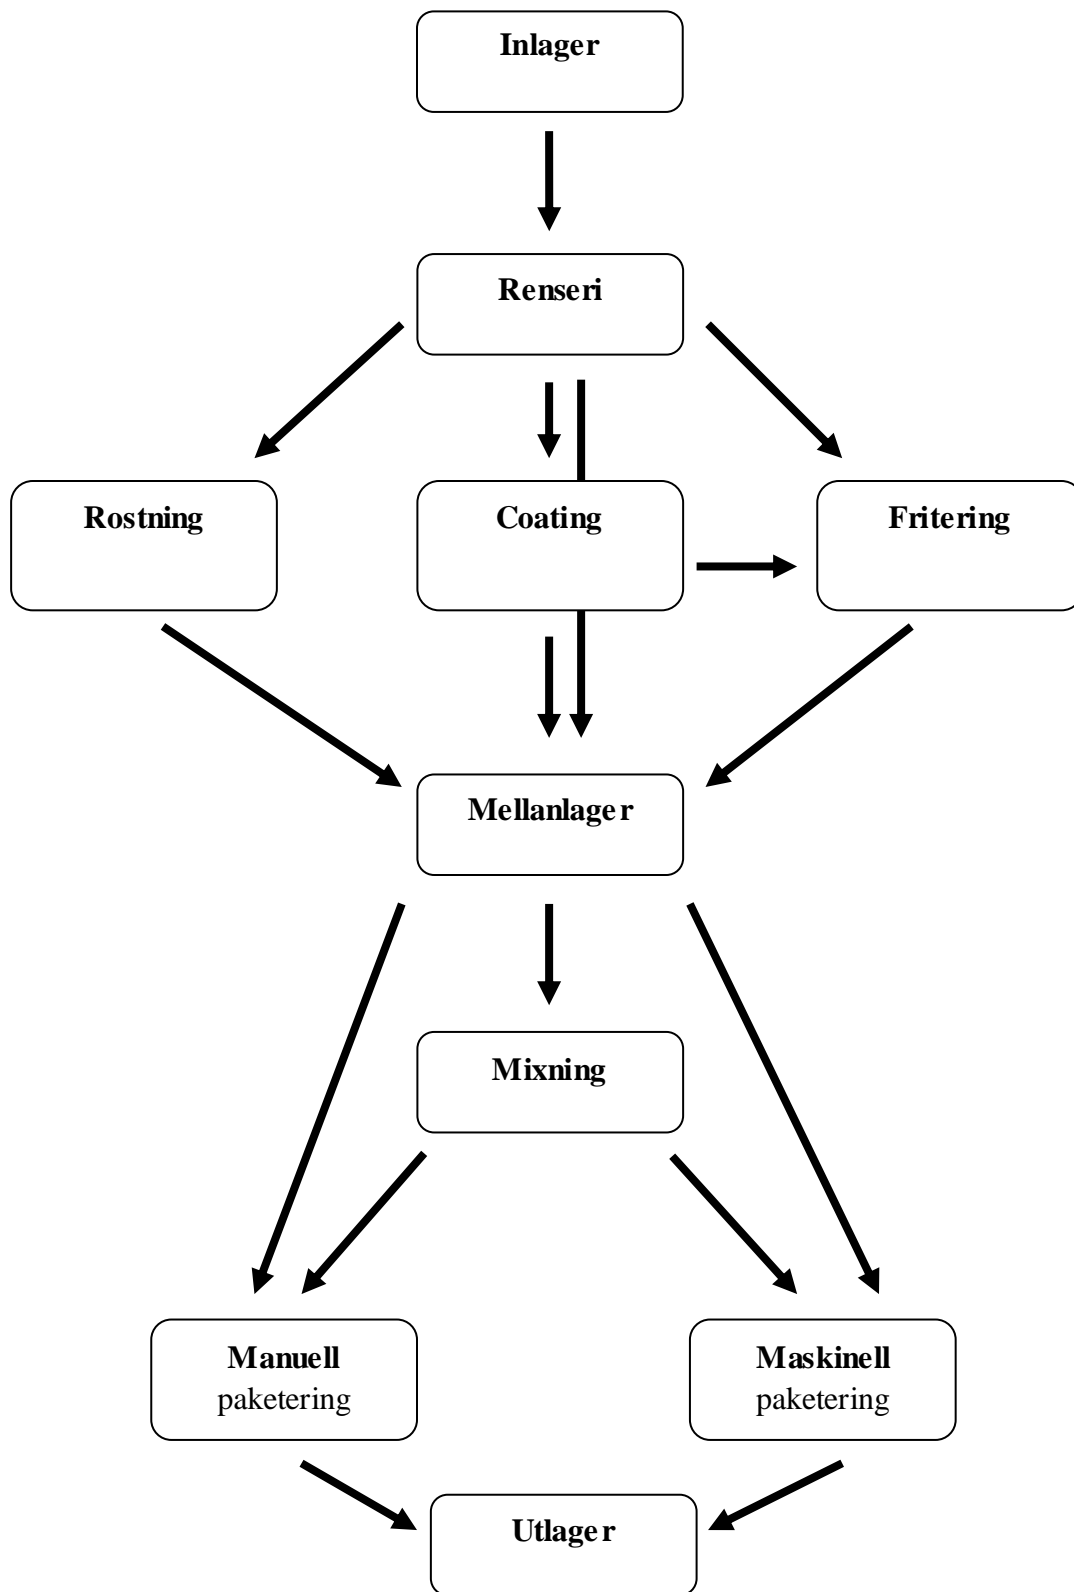 Inlager
Renseri
Rostning
Coating
Fritering
Mellanlager
Mixning
Manuell
paketering
Maskinell
paketering
Utlager